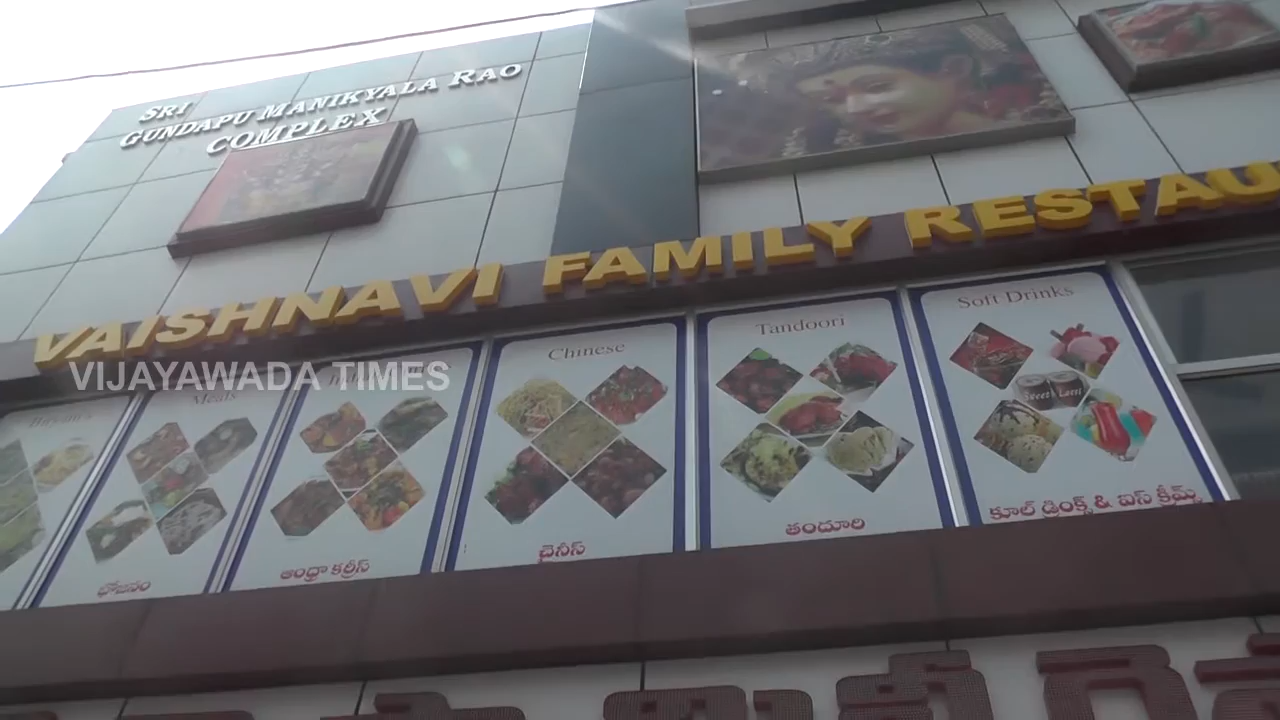 SRI
GUNDAPU MANIKYALA RAO
COMPLEX
VAISHNAVI FAMILY
VIJAYAWADA TIMES
Meals
Chinese
Tandoori
Soft Drinks
Sweet Lassi
భోజనం
ఆంధ్రా కర్రీస్
చైనీస్
తందూరి
కూల్ డ్రింక్స్ & ఐస్ క్రీమ్స్